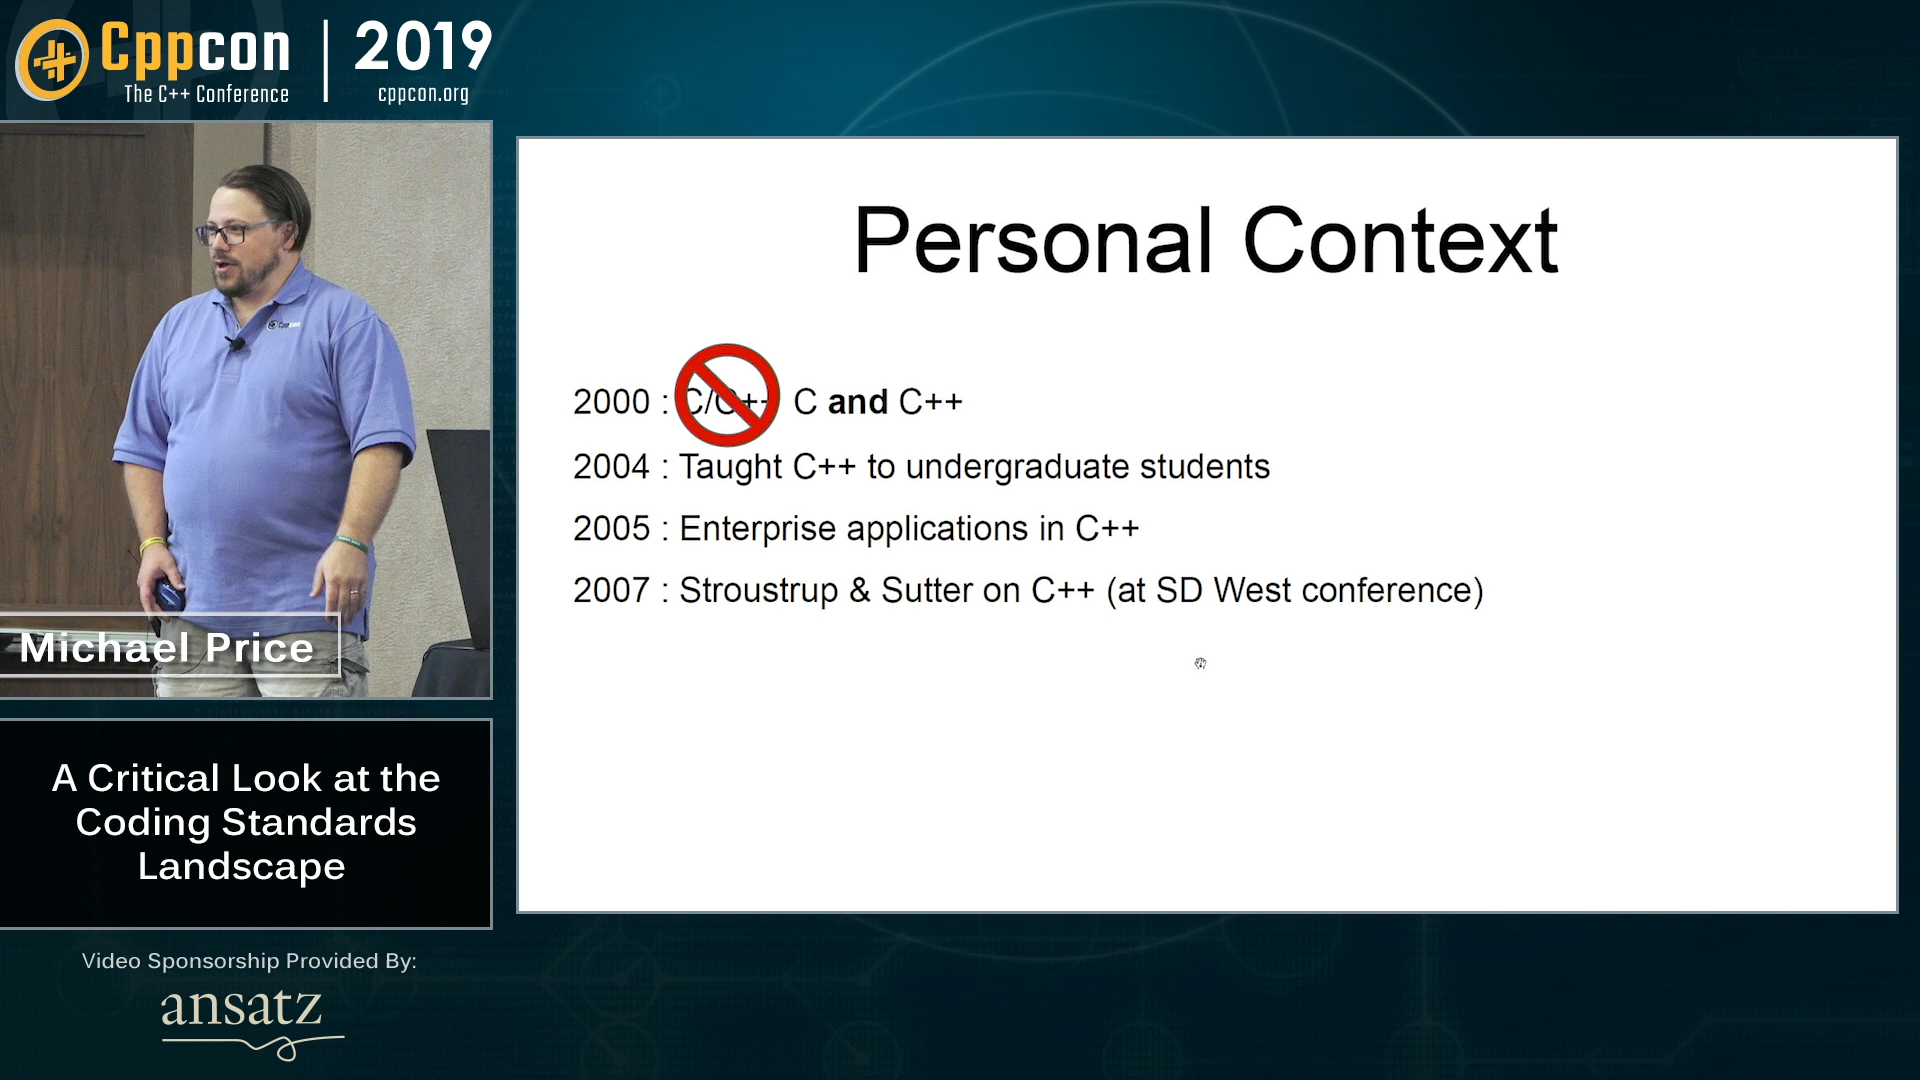 Cppcon
The C++ Conference
2019
cppcon.org
Cppcon
Michael Price
A Critical Look at the
Coding Standards
Landscape
Video Sponsorship Provided By:
ansatz
Personal Context
2000 : C/C++ C and C++
2004 : Taught C++ to undergraduate students
2005 : Enterprise applications in C++
2007 : Stroustrup & Sutter on C++ (at SD West conference)